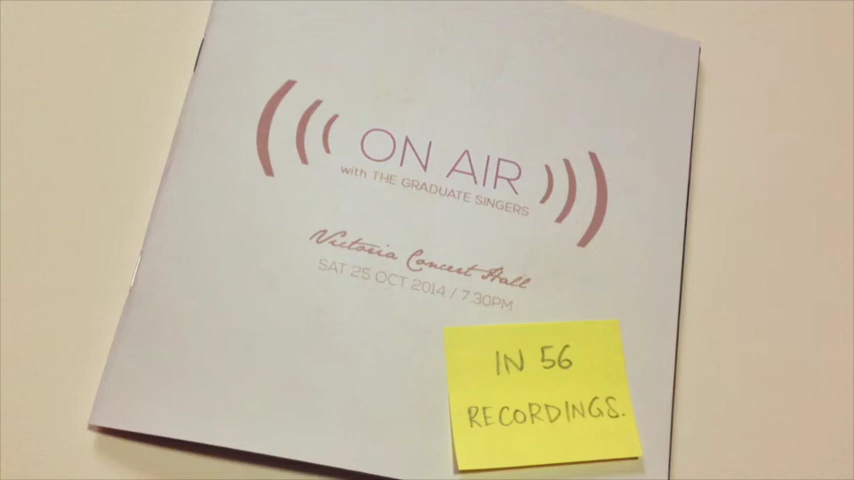 ON AIR
with THE GRADUATE SINGERS
Victoria Concert Hall
SAT 25 OCT 2014 / 7.30PM
IN 56
RECORDINGS.